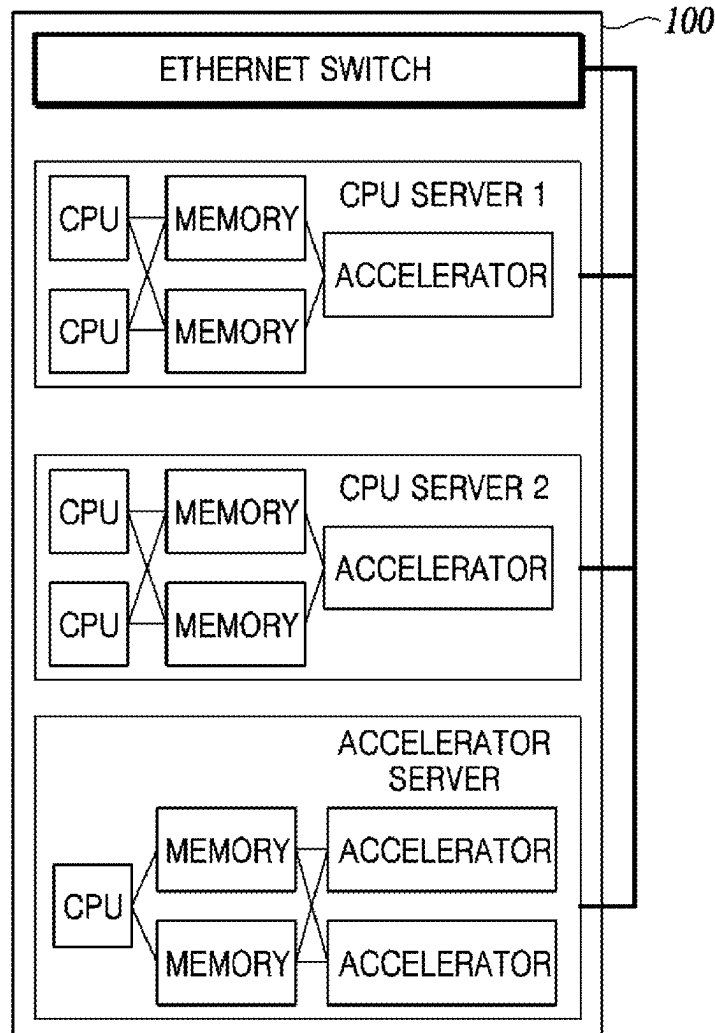 100
ETHERNET SWITCH
CPU SERVER 1
CPU
MEMORY
ACCELERATOR
CPU
MEMORY
CPU SERVER 2
CPU
MEMORY
ACCELERATOR
CPU
MEMORY
ACCELERATOR
SERVER
MEMORY
ACCELERATOR
CPU
MEMORY
ACCELERATOR